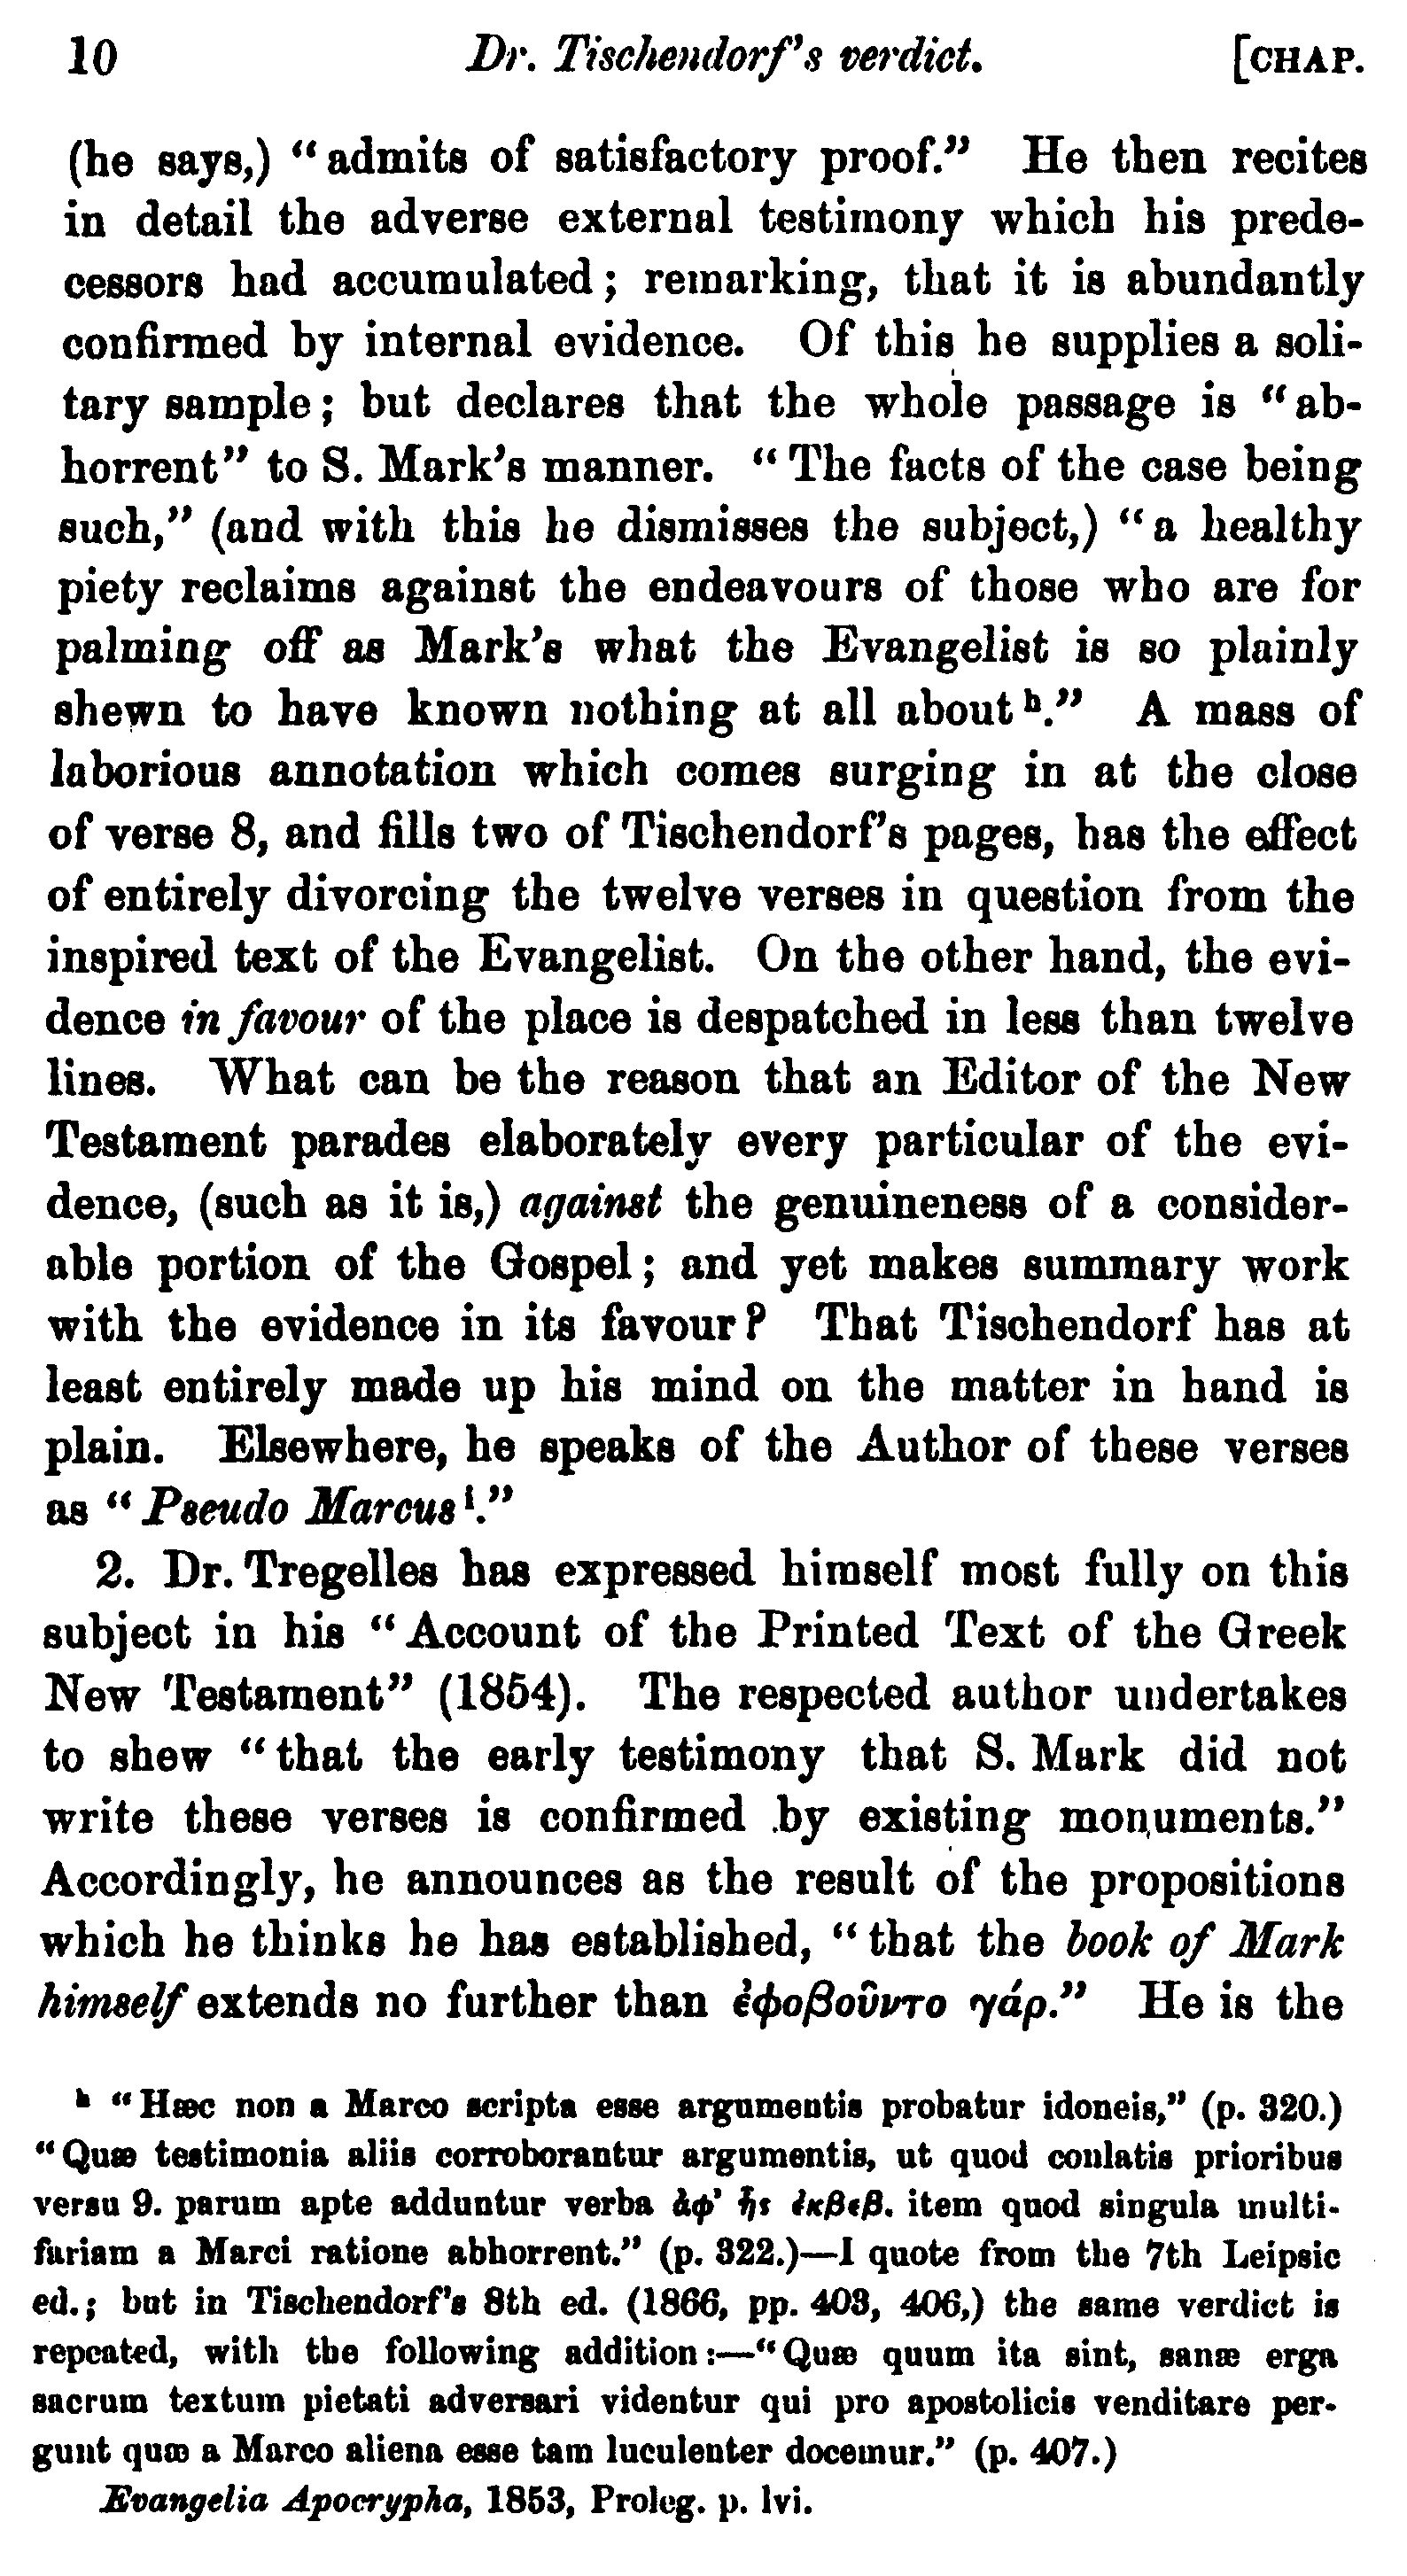 10 Dr. Tischendorf's verdict. [CHAP.
(he says,) “admits of satisfactory proof.” He then recites
in detail the adverse external testimony which his prede-
cessors had accumulated; remarking, that it is abundantly
confirmed by internal evidence. Of this he supplies a soli-
tary sample; but declares that the whole passage is “ab-
horrent” to S. Mark's manner. “The facts of the case being
such,” (and with this he dismisses the subject,) “a healthy
piety reclaims against the endeavours of those who are for
palming off as Mark's what the Evangelist is so plainly
shewn to have known nothing at all about ʰ.” A mass of
laborious annotation which comes surging in at the close
of verse 8, and fills two of Tischendorf's pages, has the effect
of entirely divorcing the twelve verses in question from the
inspired text of the Evangelist. On the other hand, the evi-
dence in favour of the place is despatched in less than twelve
lines. What can be the reason that an Editor of the New
Testament parades elaborately every particular of the evi-
dence, (such as it is,) against the genuineness of a consider-
able portion of the Gospel; and yet makes summary work
with the evidence in its favour? That Tischendorf has at
least entirely made up his mind on the matter in hand is
plain. Elsewhere, he speaks of the Author of these verses
as “Pseudo Marcus ⁱ.”
2. Dr. Tregelles has expressed himself most fully on this
subject in his “Account of the Printed Text of the Greek
New Testament” (1854). The respected author undertakes
to shew “that the early testimony that S. Mark did not
write these verses is confirmed by existing monuments.”
Accordingly, he announces as the result of the propositions
which he thinks he has established, “that the book of Mark
himself extends no further than ἐφοβοῦντο γάρ.” He is the
ʰ “Hæc non a Marco scripta esse argumentis probatur idoneis,” (p. 320.)
“Quæ testimonia aliis corroborantur argumentis, ut quod conlatis prioribus
versu 9. parum apte adduntur verba ἀφ' ἧς ἐκβεβ. item quod singula multi-
fariam a Marci ratione abhorrent.” (p. 322.)—I quote from the 7th Leipsic
ed.; but in Tischendorf's 8th ed. (1866, pp. 403, 406,) the same verdict is
repeated, with the following addition:—“Quæ quum ita sint, sanæ erga
sacrum textum pietati adversari videntur qui pro apostolicis venditare per-
gunt quæ a Marco aliena esse tam luculenter docemur.” (p. 407.)
Evangelia Apocrypha, 1853, Proleg. p. lvi.